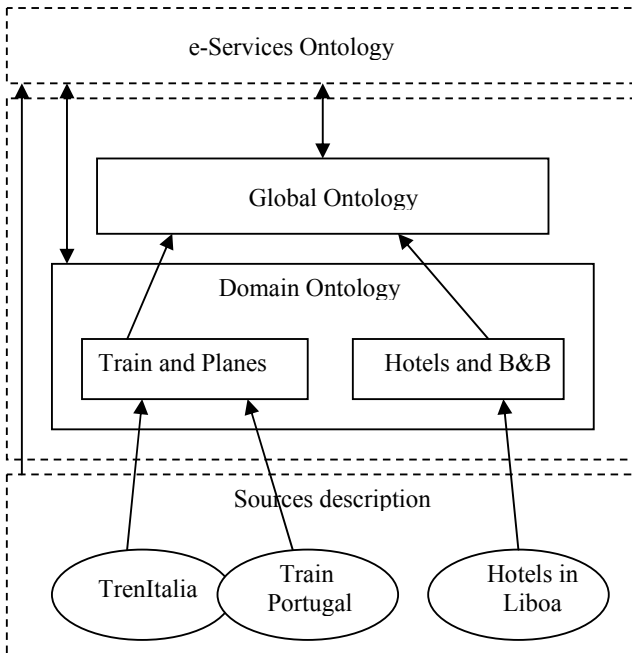 e-Services Ontology
Global Ontology
Domain Ontology
Train and Planes
Hotels and B&B
Sources description
TrenItalia
Train
Portugal
Hotels in
Liboa